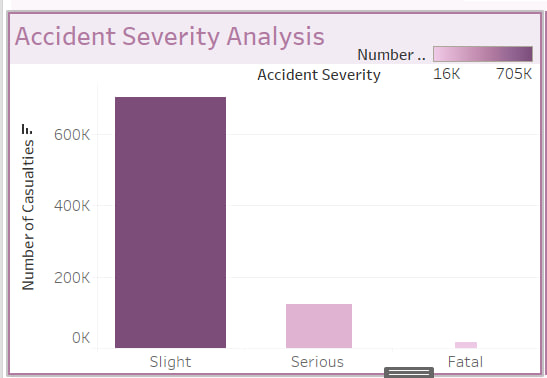 Accident Severity Analysis
Number ..
16K 705K
Accident Severity
Number of Casualties
600K
400K
200K
0K
Slight Serious Fatal